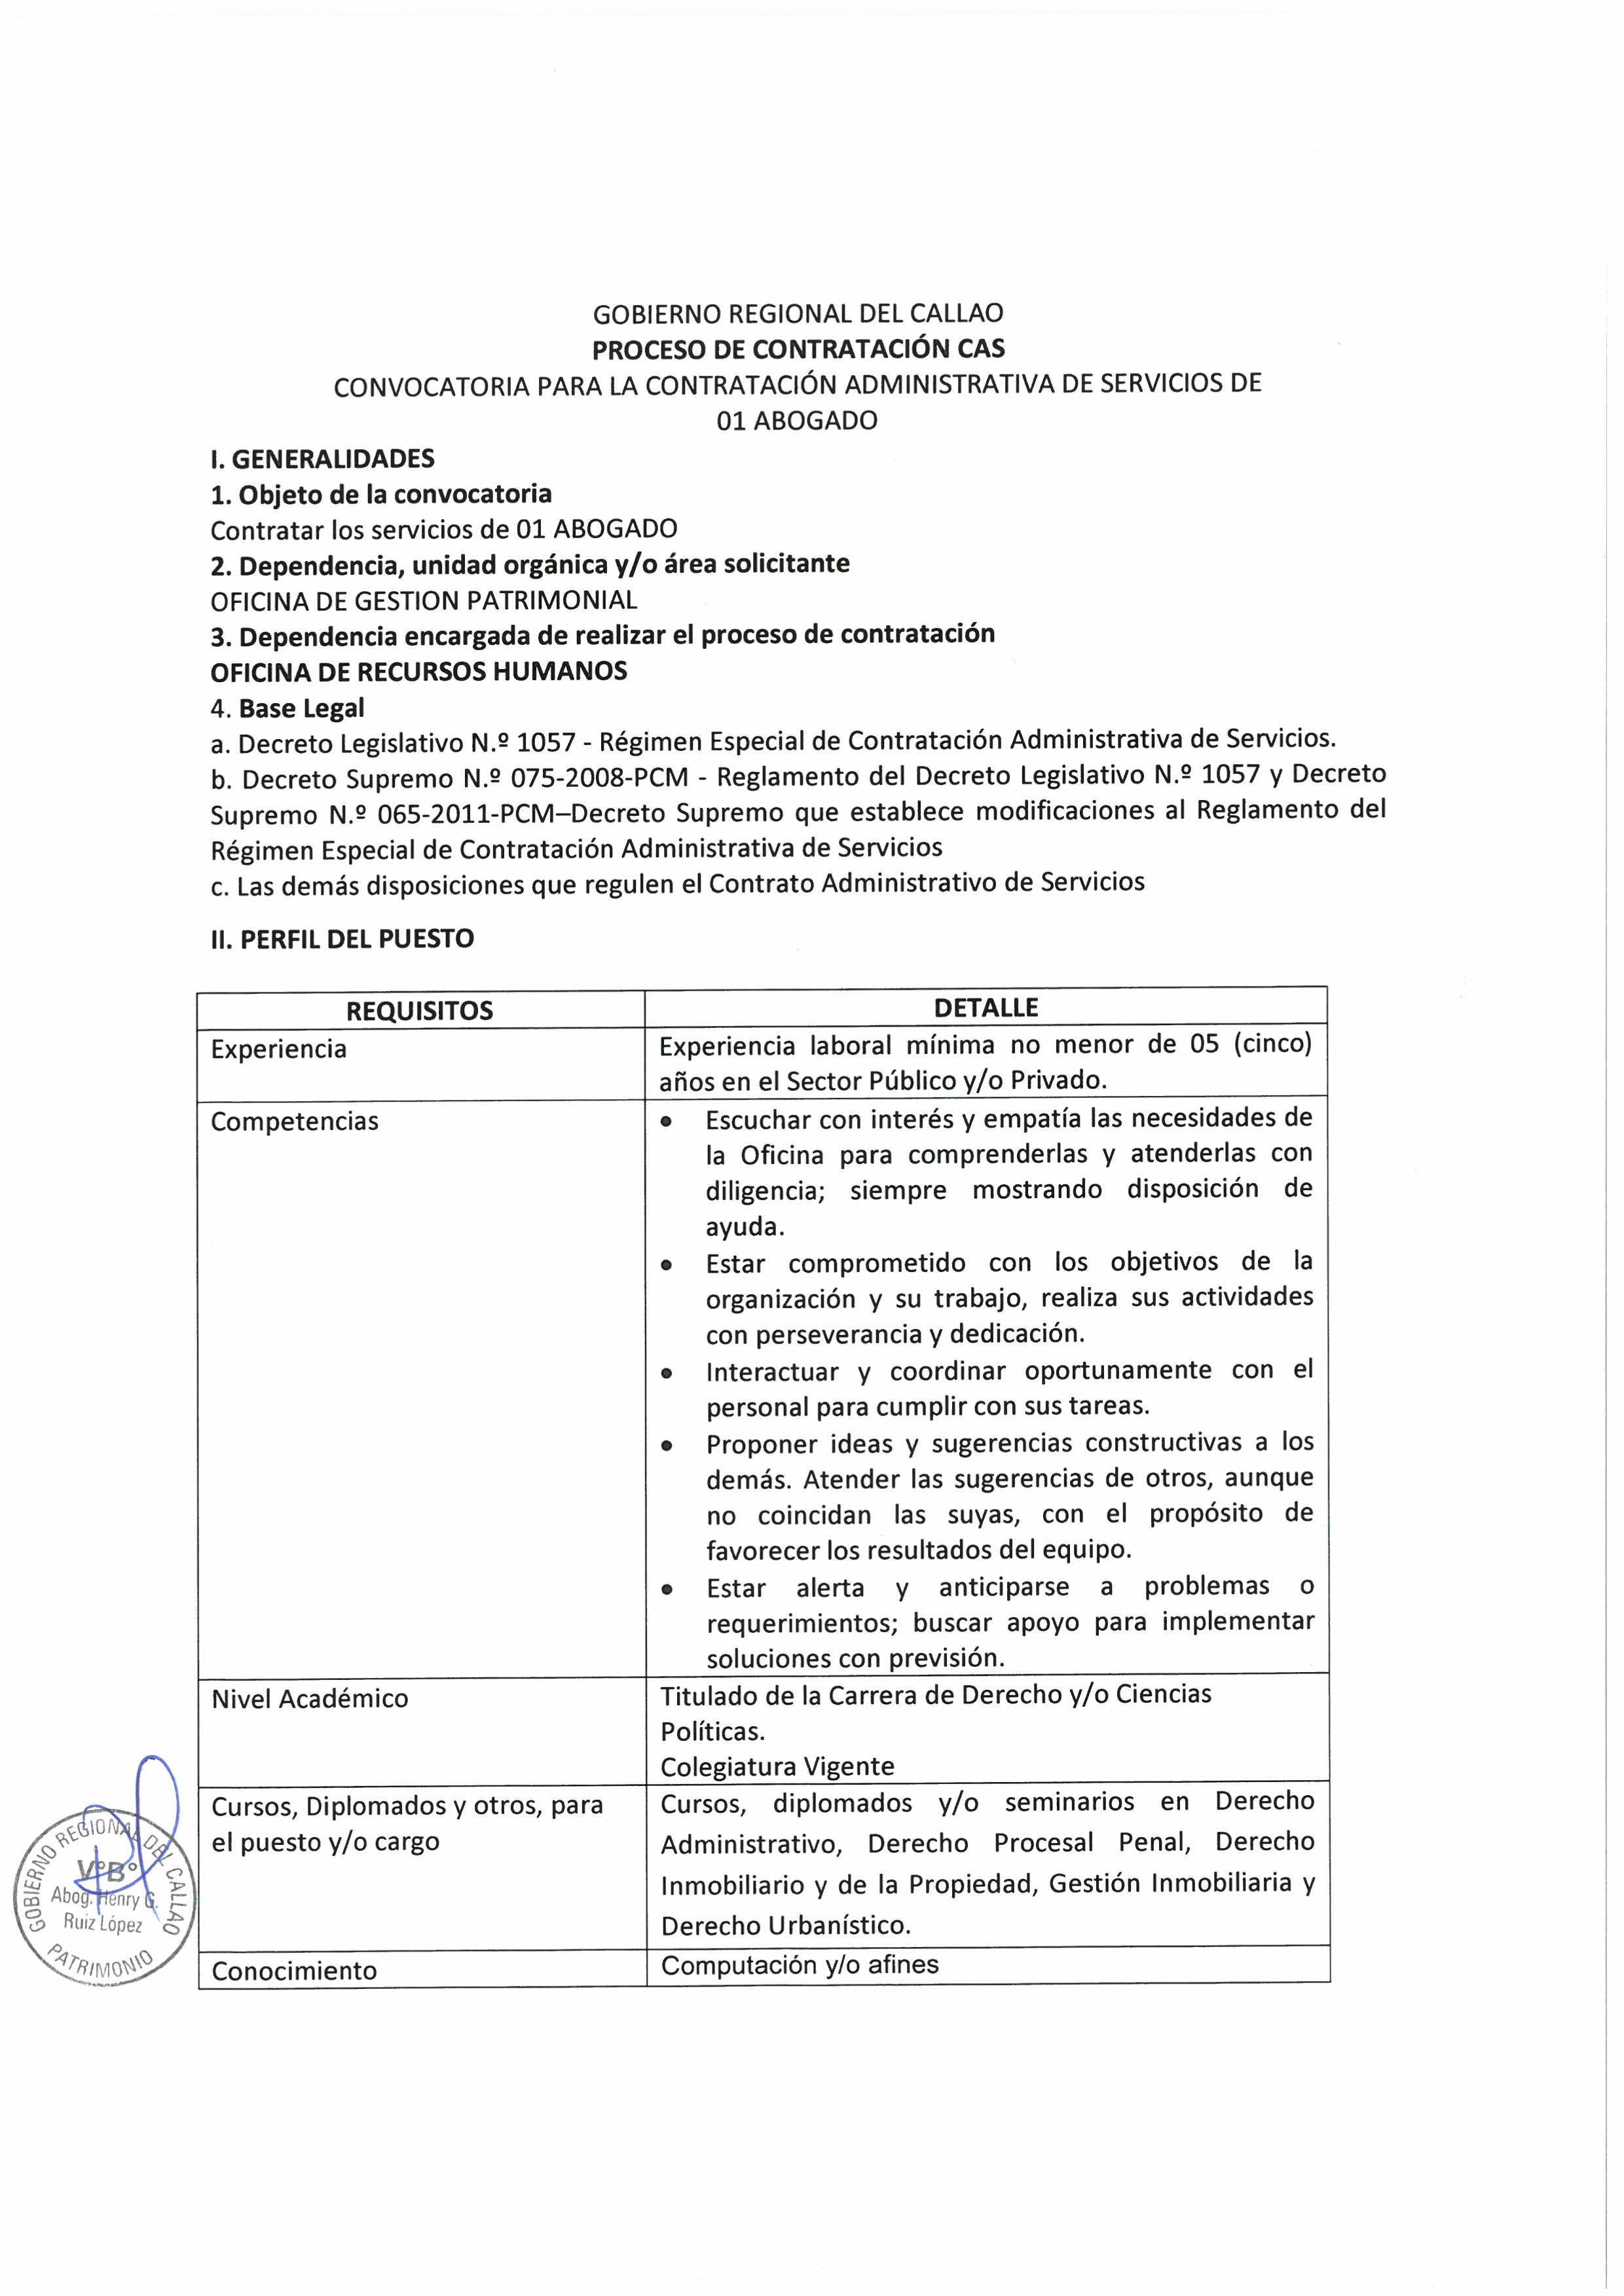 GOBIERNO REGIONAL DEL CALLAO
PROCESO DE CONTRATACIÓN CAS
CONVOCATORIA PARA LA CONTRATACIÓN ADMINISTRATIVA DE SERVICIOS DE
01 ABOGADO
I. GENERALIDADES
1. Objeto de la convocatoria
Contratar los servicios de 01 ABOGADO
2. Dependencia, unidad orgánica y/o área solicitante
OFICINA DE GESTION PATRIMONIAL
3. Dependencia encargada de realizar el proceso de contratación
OFICINA DE RECURSOS HUMANOS
4. Base Legal
a. Decreto Legislativo N.º 1057 - Régimen Especial de Contratación Administrativa de Servicios.
b. Decreto Supremo N.º 075-2008-PCM - Reglamento del Decreto Legislativo N.º 1057 y Decreto
Supremo N.º 065-2011-PCM–Decreto Supremo que establece modificaciones al Reglamento del
Régimen Especial de Contratación Administrativa de Servicios
c. Las demás disposiciones que regulen el Contrato Administrativo de Servicios
II. PERFIL DEL PUESTO
REQUISITOS
DETALLE
Experiencia
Experiencia laboral mínima no menor de 05 (cinco)
años en el Sector Público y/o Privado.
Competencias
• Escuchar con interés y empatía las necesidades de
la Oficina para comprenderlas y atenderlas con
diligencia; siempre mostrando disposición de
ayuda.
• Estar comprometido con los objetivos de la
organización y su trabajo, realiza sus actividades
con perseverancia y dedicación.
• Interactuar y coordinar oportunamente con el
personal para cumplir con sus tareas.
• Proponer ideas y sugerencias constructivas a los
demás. Atender las sugerencias de otros, aunque
no coincidan las suyas, con el propósito de
favorecer los resultados del equipo.
• Estar alerta y anticiparse a problemas o
requerimientos; buscar apoyo para implementar
soluciones con previsión.
Nivel Académico
Titulado de la Carrera de Derecho y/o Ciencias
Políticas.
Colegiatura Vigente
Cursos, Diplomados y otros, para
el puesto y/o cargo
Cursos, diplomados y/o seminarios en Derecho
Administrativo, Derecho Procesal Penal, Derecho
Inmobiliario y de la Propiedad, Gestión Inmobiliaria y
Derecho Urbanístico.
Conocimiento
Computación y/o afines
GOBIERNO REGIONAL DEL CALLAO
V°B°
Abog. Henry G.
Ruiz López
PATRIMONIO